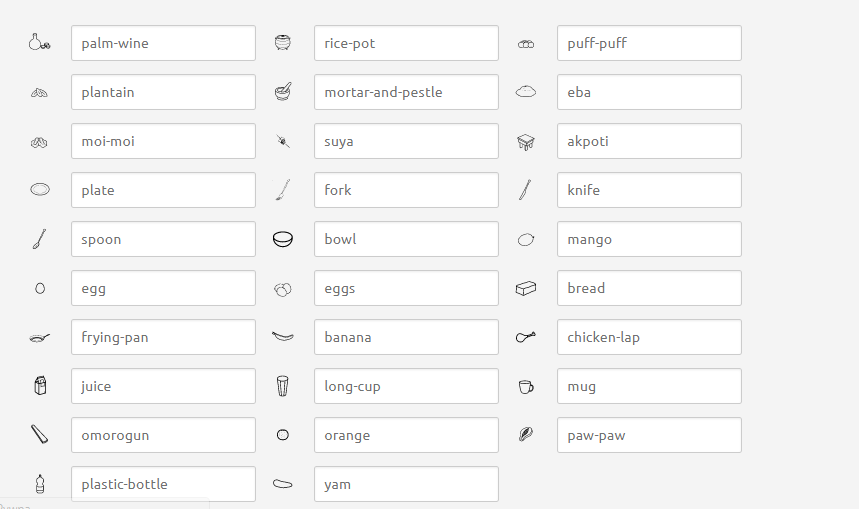 palm-wine rice-pot puff-puff
plantain mortar-and-pestle eba
moi-moi suya akpoti
plate fork knife
spoon bowl mango
egg eggs bread
frying-pan banana chicken-lap
juice long-cup mug
omorogun orange paw-paw
plastic-bottle yam